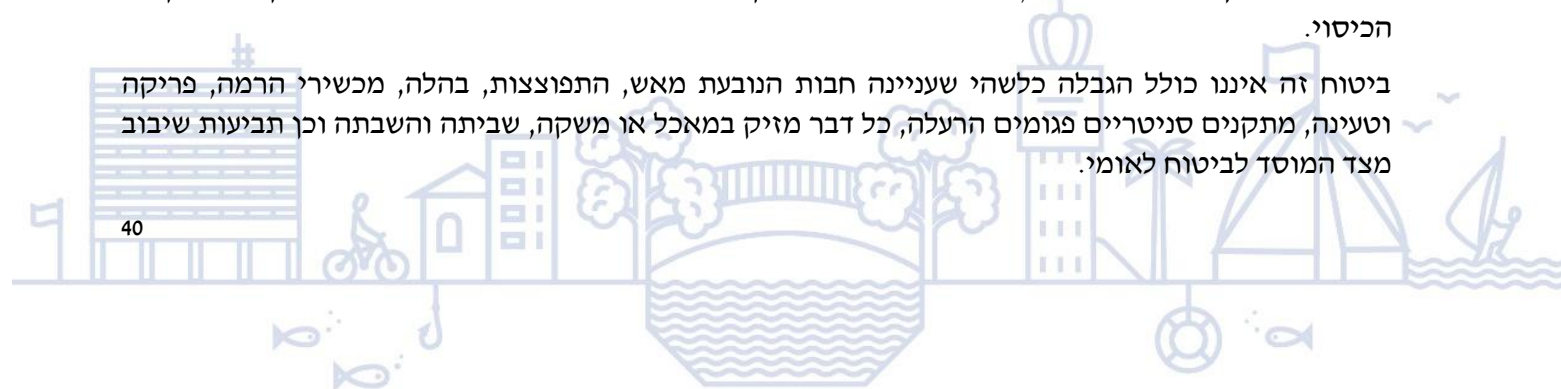 הכיסוי.
ביטוח זה איננו כולל הגבלה כלשהי שעניינה חבות הנובעת מאש, התפוצצות, בהלה, מכשירי הרמה, פריקה
וטעינה, מתקנים סניטריים פגומים הרעלה, כל דבר מזיק במאכל או משקה, שביתה והשבתה וכן תביעות שיבוב
מצד המוסד לביטוח לאומי.
40